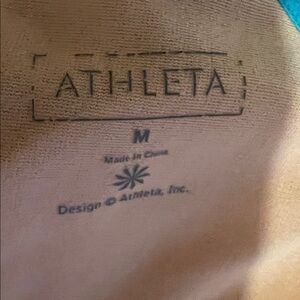 ATHLETA
M
Made in China
Design © Athleta, Inc.